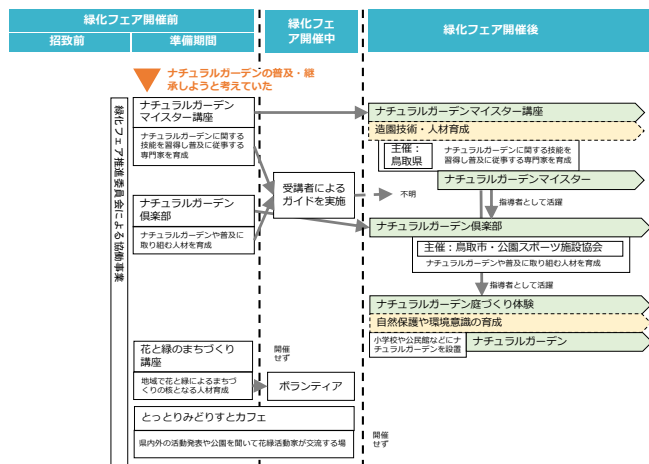 緑化フェア開催前
招致前
準備期間
緑化フェ
ア開催中
緑化フェア開催後
ナチュラルガーデンの普及・継
承しようと考えていた
緑化フェア推進委員会による協働事業
ナチュラルガーデン
マイスター講座
ナチュラルガーデンに関する
技能を習得し普及に従事する
専門家を育成
ナチュラルガーデン
倶楽部
ナチュラルガーデンや普及に
取り組む人材を育成
受講者による
ガイドを実施
不明
ナチュラルガーデンマイスター講座
造園技術・人材育成
主催：
鳥取県
ナチュラルガーデンに関する技能を
習得し普及に従事する専門家を育成
ナチュラルガーデンマイスター
指導者として活躍
ナチュラルガーデン倶楽部
主催：鳥取市・公園スポーツ施設協会
ナチュラルガーデンや普及に取り組む人材を育成
指導者として活躍
ナチュラルガーデン庭づくり体験
自然保護や環境意識の育成
小学校や公民館などにナ
チュラルガーデンを設置
ナチュラルガーデン
花と緑のまちづくり
講座
地域で花と緑によるまちづ
くりの核となる人材育成
開催
せず
ボランティア
とっとりみどりすとカフェ
県内外の活動発表や公園を聞いて花緑活動家が交流する場
開催
せず